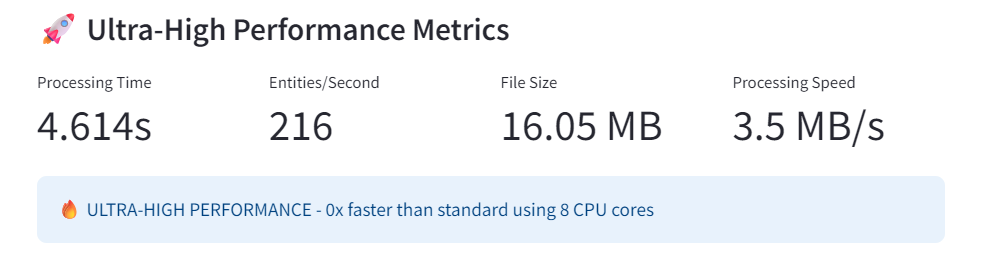 🚀 Ultra-High Performance Metrics
Processing Time
Entities/Second
File Size
Processing Speed
4.614s
216
16.05 MB
3.5 MB/s
🔥 ULTRA-HIGH PERFORMANCE - 0x faster than standard using 8 CPU cores